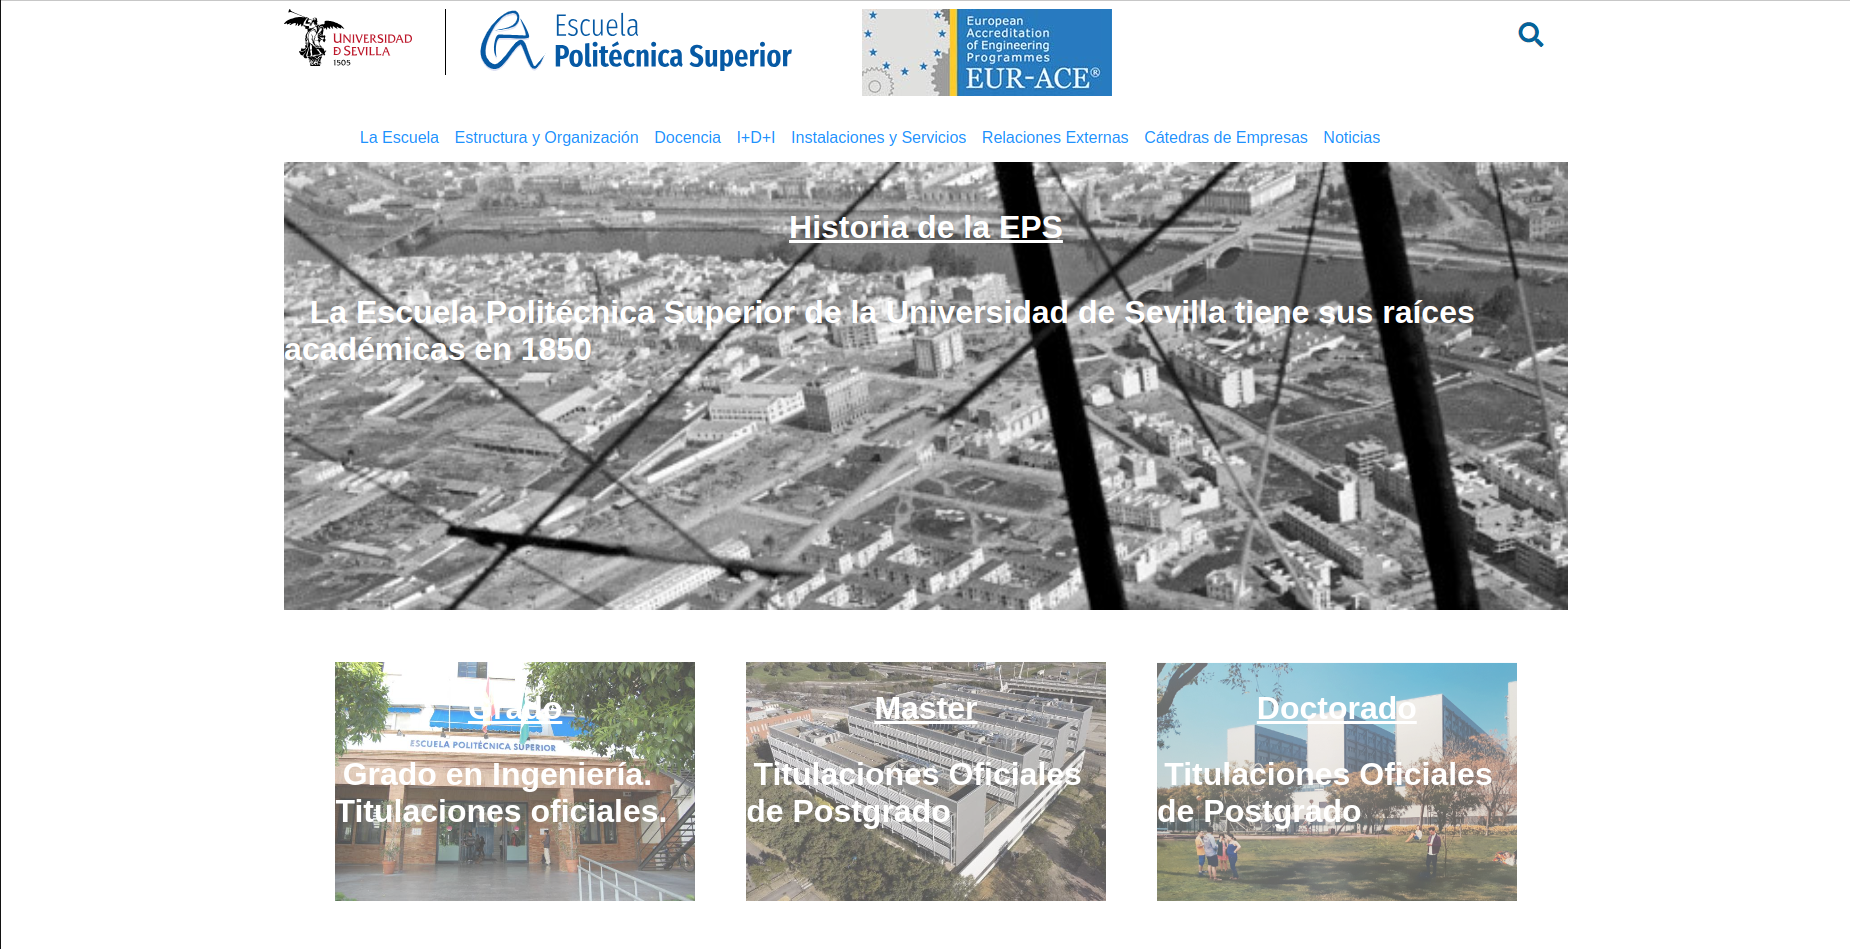 UNIVERSIDAD
Ð SEVILLA
1505
Escuela
Politécnica Superior
European
Accreditation
of Engineering
Programmes
EUR-ACE®
La Escuela Estructura y Organización Docencia I+D+I Instalaciones y Servicios Relaciones Externas Cátedras de Empresas Noticias
Historia de la EPS
La Escuela Politécnica Superior de la Universidad de Sevilla tiene sus raíces
académicas en 1850
Grado
ESCUELA POLITÉCNICA SUPERIOR
Grado en Ingeniería.
Titulaciones oficiales.
Master
Titulaciones Oficiales
de Postgrado
Doctorado
Titulaciones Oficiales
de Postgrado